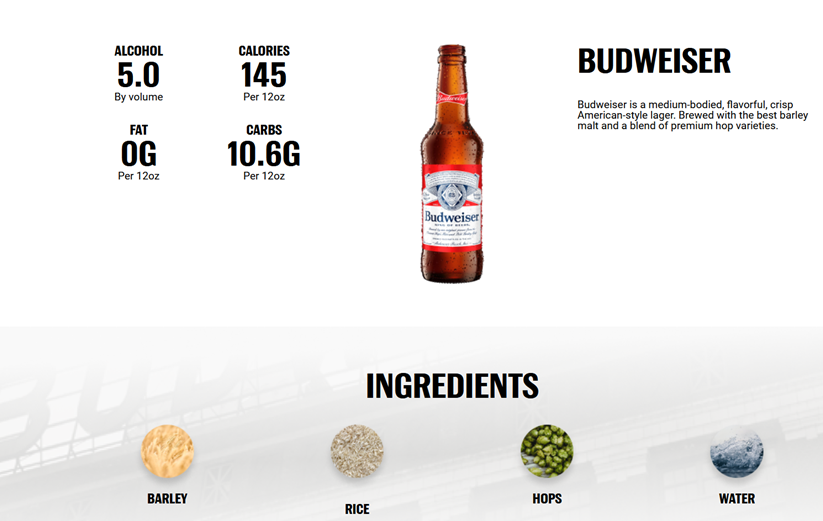 ALCOHOL
5.0
By volume
CALORIES
145
Per 12oz
FAT
0G
Per 12oz
CARBS
10.6G
Per 12oz
Budweiser
Budweiser
KING OF BEERS
BUDWEISER
Budweiser is a medium-bodied, flavorful, crisp
American-style lager. Brewed with the best barley
malt and a blend of premium hop varieties.
INGREDIENTS
BARLEY
RICE
HOPS
WATER